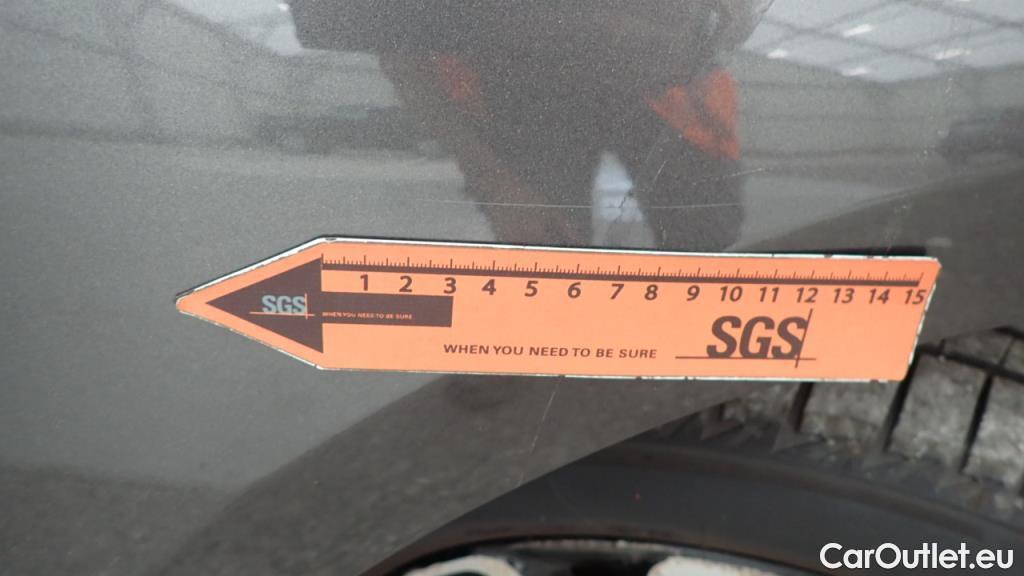 1 2 3 4 5 6 7 8 9 10 11 12 13 14 15
SGS
WHEN YOU NEED TO BE SURE
WHEN YOU NEED TO BE SURE SGS
CarOutlet.eu